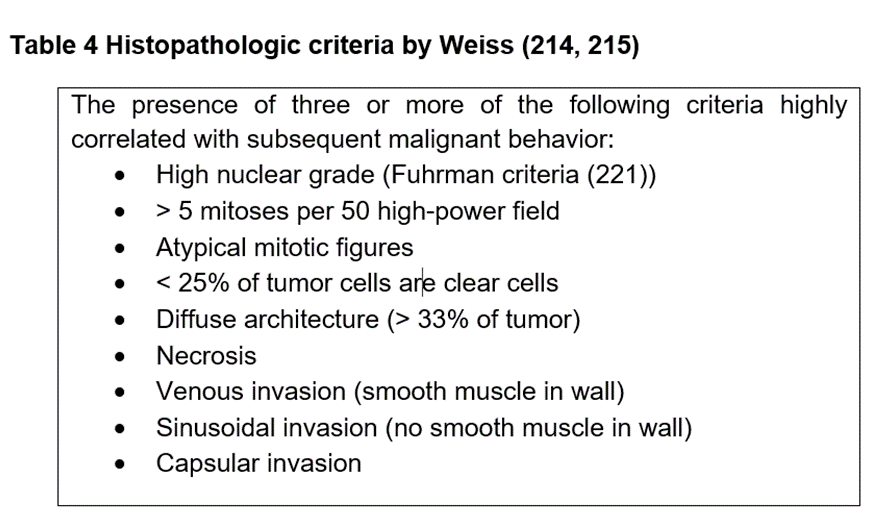 Table 4 Histopathologic criteria by Weiss (214, 215)
The presence of three or more of the following criteria highly
correlated with subsequent malignant behavior:
• High nuclear grade (Fuhrman criteria (221))
• > 5 mitoses per 50 high-power field
• Atypical mitotic figures
• < 25% of tumor cells are clear cells
• Diffuse architecture (> 33% of tumor)
• Necrosis
• Venous invasion (smooth muscle in wall)
• Sinusoidal invasion (no smooth muscle in wall)
• Capsular invasion